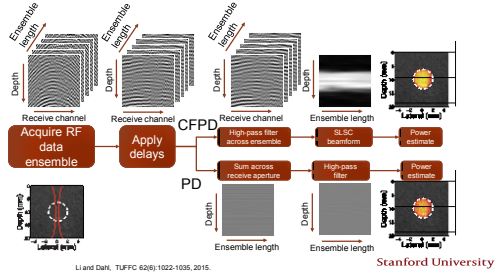 Ensemble
length
Ensemble
length
Ensemble
length
Depth
Depth
Depth
Depth
Depth [mm]
Receive channel
Receive channel
Receive channel
Ensemble length
Lateral [mm]
Acquire RF
data
ensemble
Apply
delays
CFPD
High-pass filter
across ensemble
SLSC
beamform
Power
estimate
PD
Sum across
receive aperture
High-pass
filter
Power
estimate
Depth [mm]
Lateral [mm]
Depth
Ensemble length
Depth
Depth [mm]
Lateral [mm]
Li and Dahl, TUFFC 62(6):1022-1035, 2015.
Stanford University